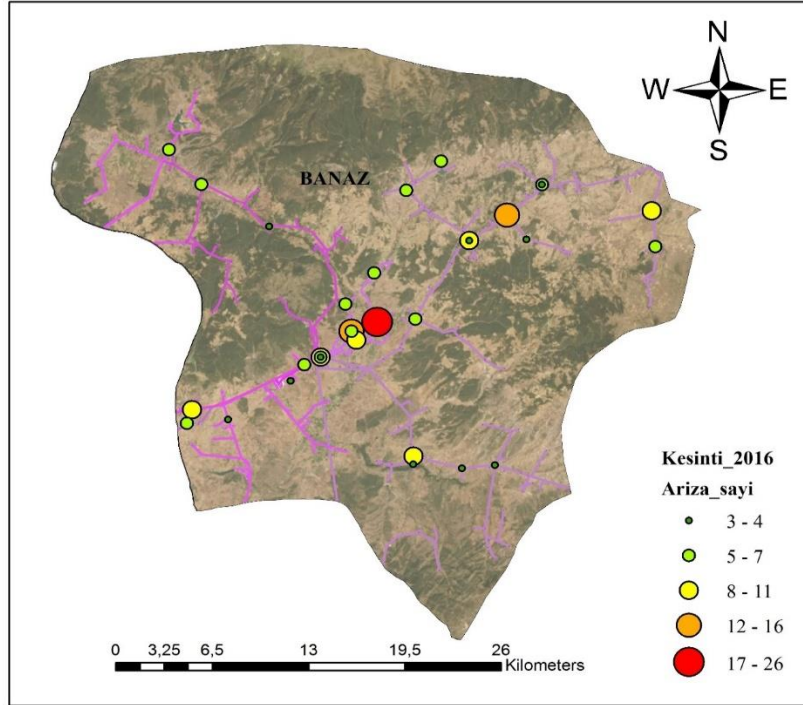 N
W E
S
BANAZ
Kesinti_2016
Ariza_sayi
3 - 4
5 - 7
8 - 11
12 - 16
17 - 26
0 3,25 6,5 13 19,5 26
Kilometers